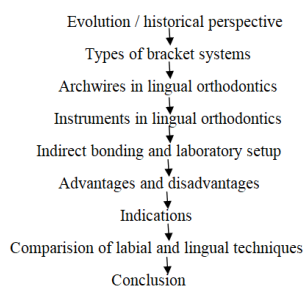 Evolution / historical perspective
Types of bracket systems
Archwires in lingual orthodontics
Instruments in lingual orthodontics
Indirect bonding and laboratory setup
Advantages and disadvantages
Indications
Comparision of labial and lingual techniques
Conclusion